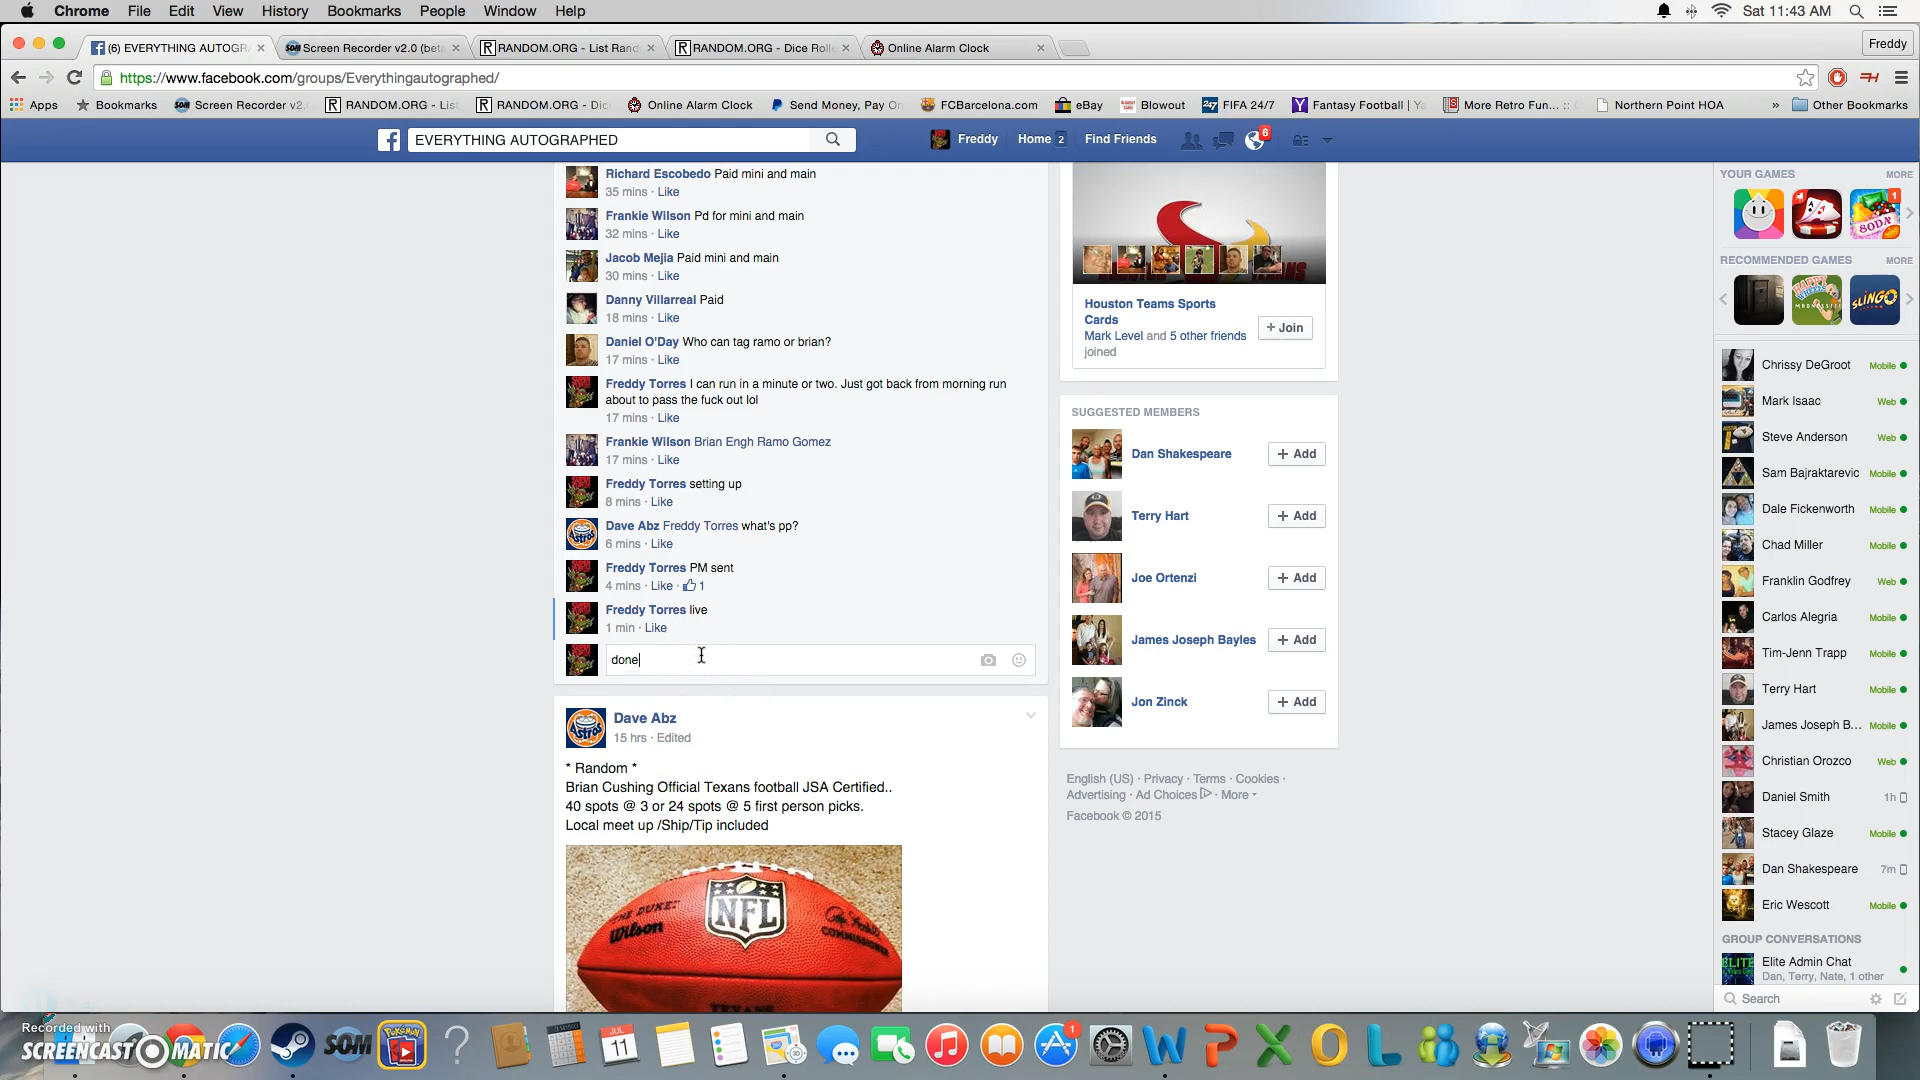 Chrome File Edit View History Bookmarks People Window Help Sat 11:43 AM
(6) EVERYTHING AUTOGR Screen Recorder v2.0 (beta RANDOM.ORG - List Rand RANDOM.ORG - Dice Rolle Online Alarm Clock Freddy
https://www.facebook.com/groups/Everythingautographed/
Apps Bookmarks Screen Recorder v2. RANDOM.ORG - List RANDOM.ORG - Dic Online Alarm Clock Send Money, Pay On FCBarcelona.com eBay Blowout FIFA 24/7 Fantasy Football | Ya More Retro Fun... :: Northern Point HOA » Other Bookmarks
EVERYTHING AUTOGRAPHED Freddy Home 2 Find Friends 6
Richard Escobedo Paid mini and main
35 mins · Like
Frankie Wilson Pd for mini and main
32 mins · Like
Jacob Mejia Paid mini and main
30 mins · Like
Danny Villarreal Paid
18 mins · Like
Daniel O'Day Who can tag ramo or brian?
17 mins · Like
Freddy Torres I can run in a minute or two. Just got back from morning run
about to pass the fuck out lol
17 mins · Like
Frankie Wilson Brian Engh Ramo Gomez
17 mins · Like
Freddy Torres setting up
8 mins · Like
Dave Abz Freddy Torres what's pp?
6 mins · Like
Freddy Torres PM sent
4 mins · Like · 1
Freddy Torres live
1 min · Like
done
Dave Abz
15 hrs · Edited
* Random *
Brian Cushing Official Texans football JSA Certified..
40 spots @ 3 or 24 spots @ 5 first person picks.
Local meet up /Ship/Tip included
"THE DUKE"
Wilson
NFL
COMMISSIONER
TEXANS
Houston Teams Sports
Cards
Mark Level and 5 other friends
joined
+ Join
SUGGESTED MEMBERS
Dan Shakespeare + Add
Terry Hart + Add
Joe Ortenzi + Add
James Joseph Bayles + Add
Jon Zinck + Add
English (US) · Privacy · Terms · Cookies ·
Advertising · Ad Choices · More
Facebook © 2015
YOUR GAMES MORE
SODA 1
RECOMMENDED GAMES MORE
SLINGO
Chrissy DeGroot Mobile
Mark Isaac Web
Steve Anderson Web
Sam Bajraktarevic Mobile
Dale Fickenworth Mobile
Chad Miller Mobile
Franklin Godfrey Web
Carlos Alegria Mobile
Tim-Jenn Trapp Mobile
Terry Hart Mobile
James Joseph B... Mobile
Christian Orozco Web
Daniel Smith 1h
Stacey Glaze Mobile
Dan Shakespeare 7m
Eric Wescott Mobile
GROUP CONVERSATIONS
ELITE
Elite Admin Chat
Dan, Terry, Nate, 1 other
Search
Recorded with
SCREENCAST MATIC
SOM
JUL
11
1